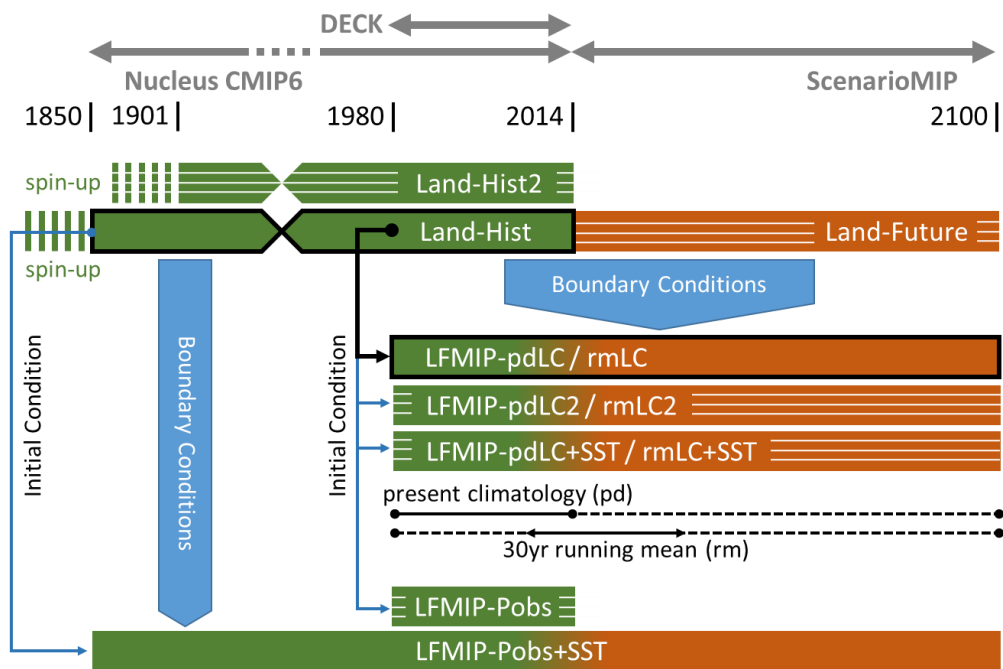 DECK
Nucleus CMIP6
ScenarioMIP
1850
1901
1980
2014
2100
spin-up
Land-Hist2
Land-Hist
Land-Future
spin-up
Boundary Conditions
Initial Condition
Boundary Conditions
Initial Condition
LFMIP-pdLC / rmLC
LFMIP-pdLC2 / rmLC2
LFMIP-pdLC+SST / rmLC+SST
present climatology (pd)
30yr running mean (rm)
LFMIP-Pobs
LFMIP-Pobs+SST